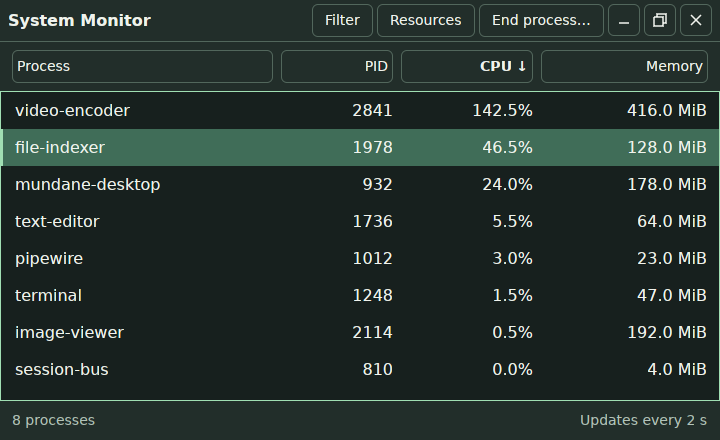 System Monitor Filter Resources End process...
Process PID CPU ↓ Memory
video-encoder 2841 142.5% 416.0 MiB
file-indexer 1978 46.5% 128.0 MiB
mundane-desktop 932 24.0% 178.0 MiB
text-editor 1736 5.5% 64.0 MiB
pipewire 1012 3.0% 23.0 MiB
terminal 1248 1.5% 47.0 MiB
image-viewer 2114 0.5% 192.0 MiB
session-bus 810 0.0% 4.0 MiB
8 processes Updates every 2 s